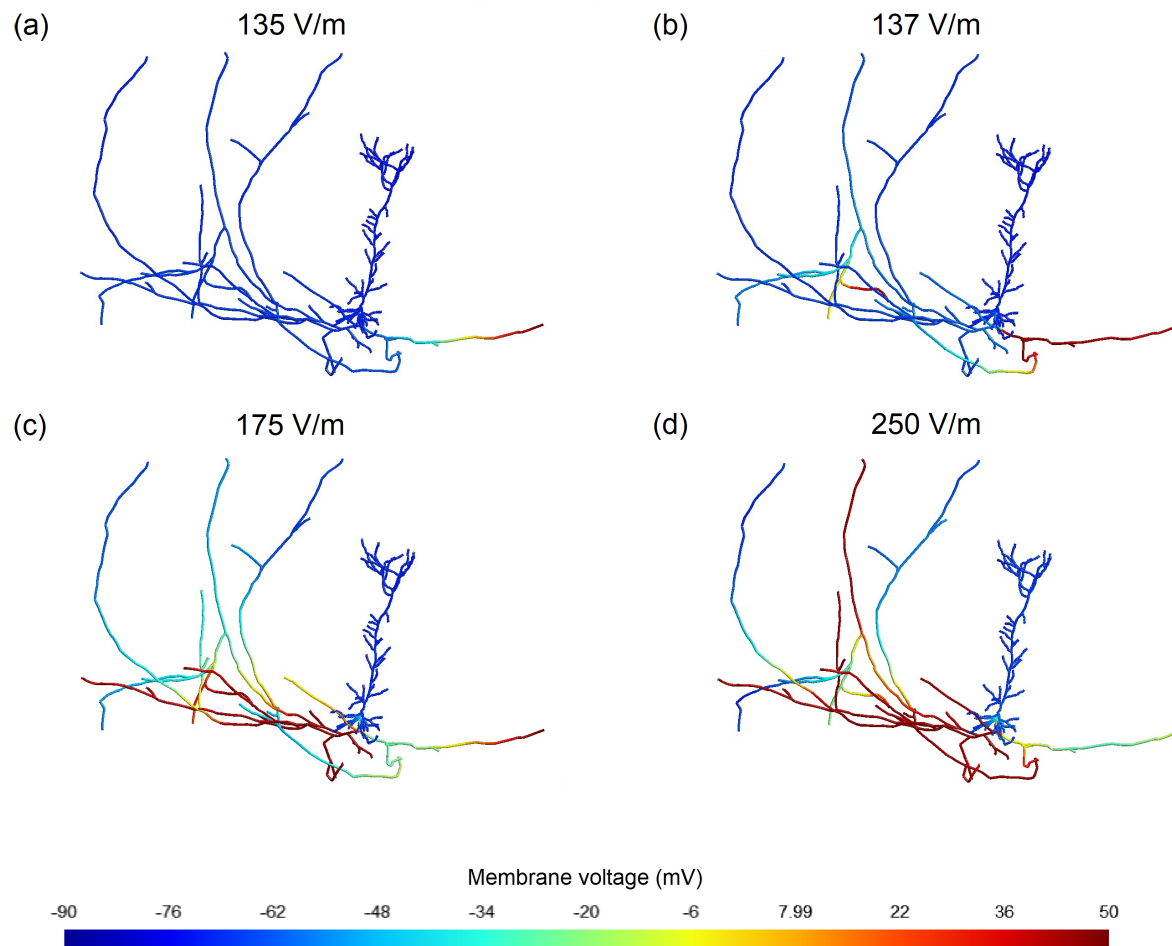 (a) 135 V/m (b) 137 V/m
(c) 175 V/m (d) 250 V/m
Membrane voltage (mV)
-90 -76 -62 -48 -34 -20 -6 7.99 22 36 50